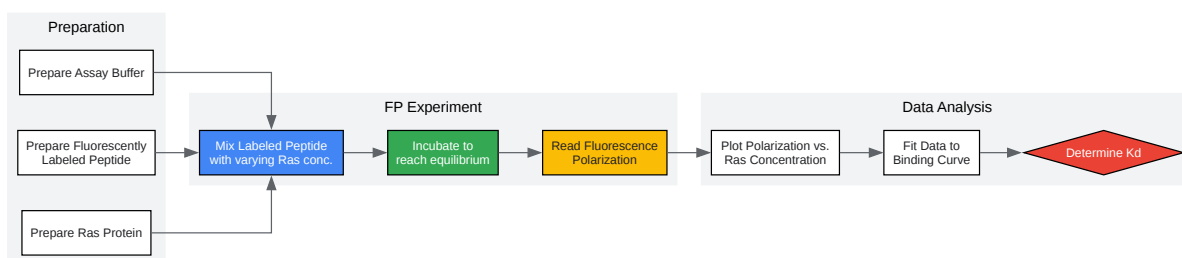 Preparation
Prepare Assay Buffer
Prepare Fluorescently
Labeled Peptide
Prepare Ras Protein
FP Experiment
Mix Labeled Peptide
with varying Ras conc.
Incubate to
reach equilibrium
Read Fluorescence
Polarization
Data Analysis
Plot Polarization vs.
Ras Concentration
Fit Data to
Binding Curve
Determine Kd